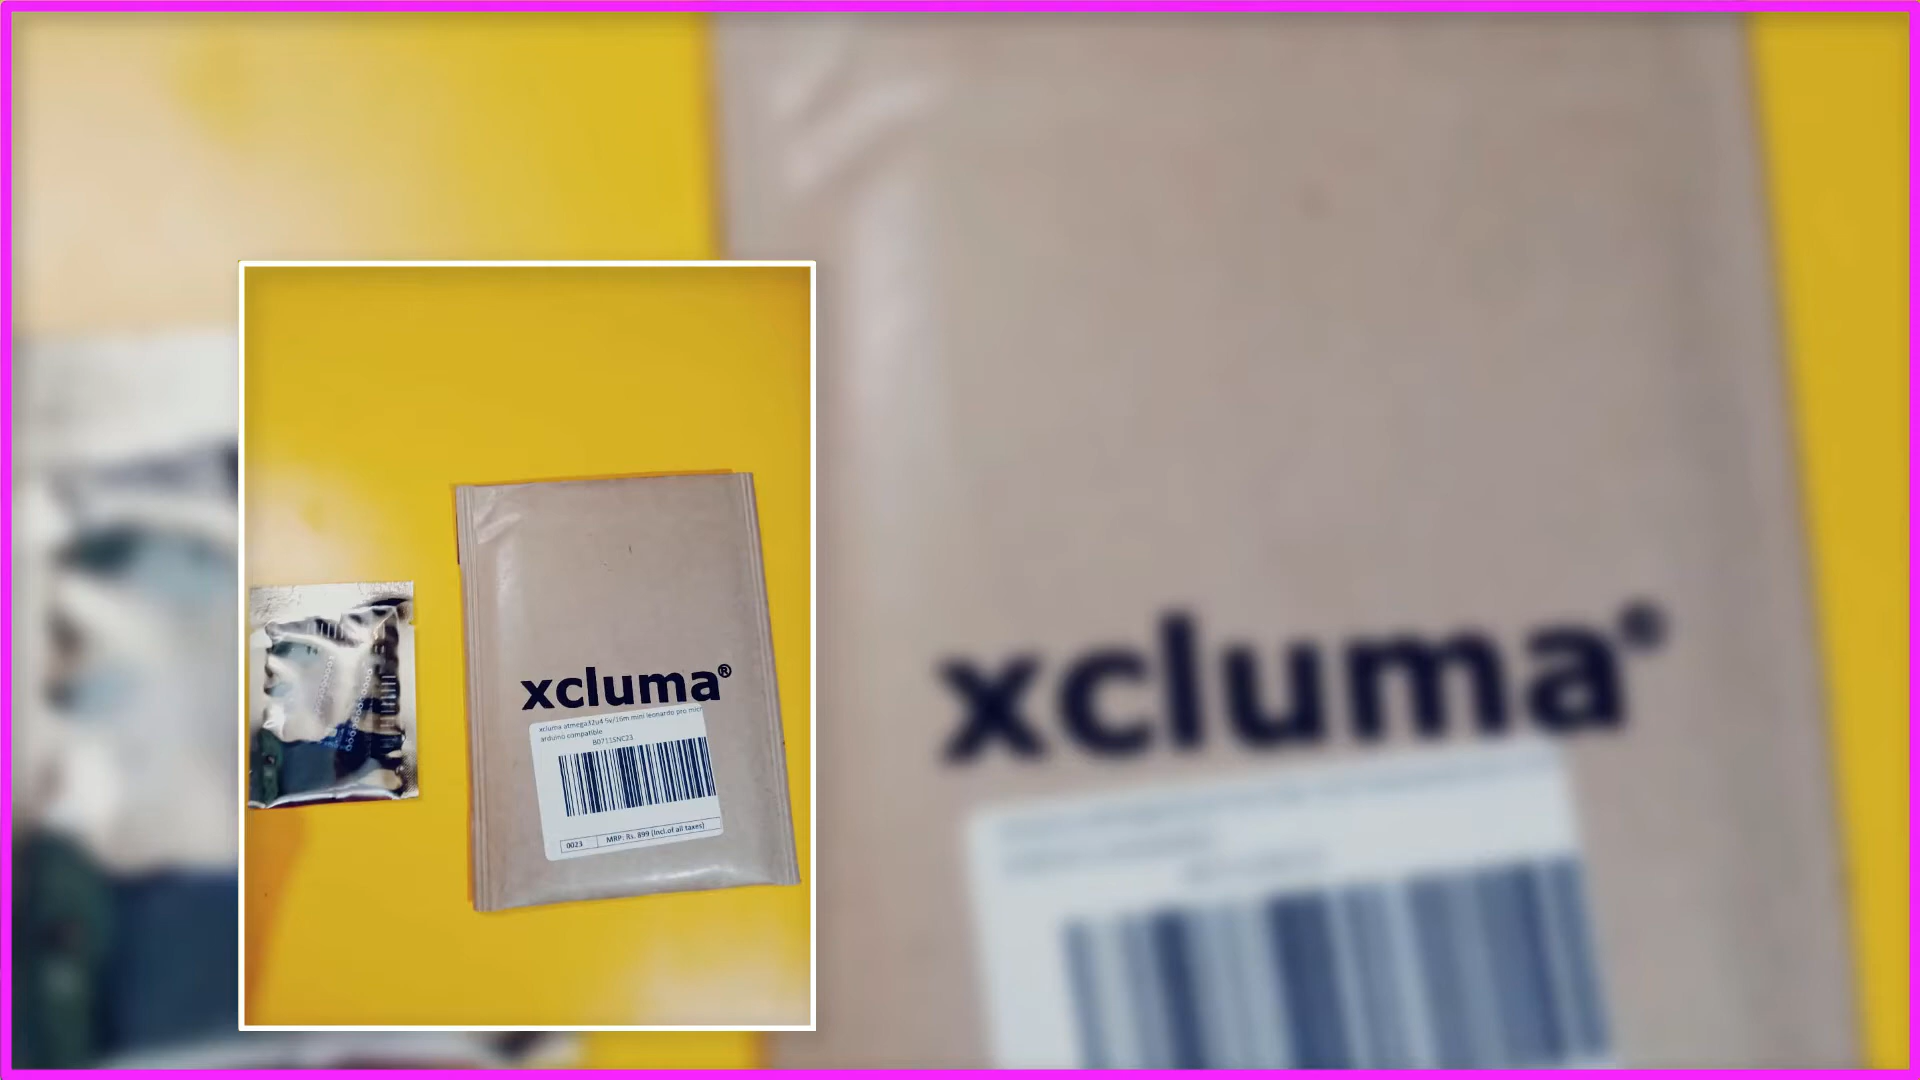 xcluma®
xcluma atmega32u4 5v/16m mini leonardo pro micr
arduino compatible
B0711SNC23
0023 MRP: Rs. 899 (Incl.of all taxes)
xcluma®